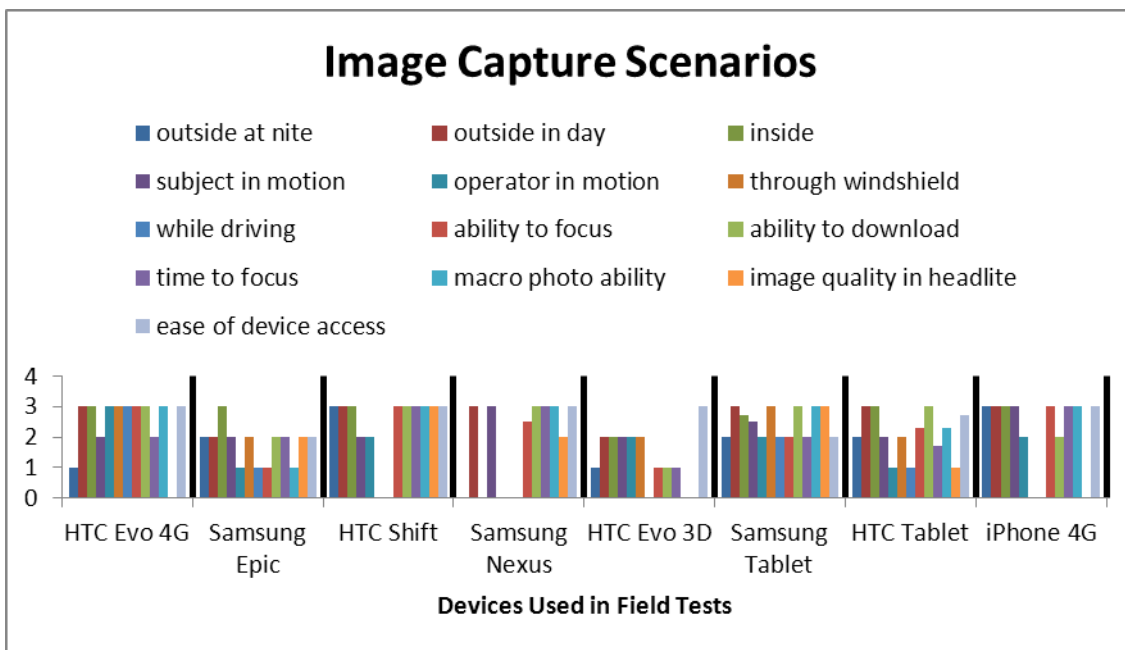 Image Capture Scenarios
outside at nite
outside in day
inside
subject in motion
operator in motion
through windshield
while driving
ability to focus
ability to download
time to focus
macro photo ability
image quality in headlite
ease of device access
4
3
2
1
0
HTC Evo 4G
Samsung
Epic
HTC Shift
Samsung
Nexus
HTC Evo 3D
Samsung
Tablet
HTC Tablet
iPhone 4G
Devices Used in Field Tests